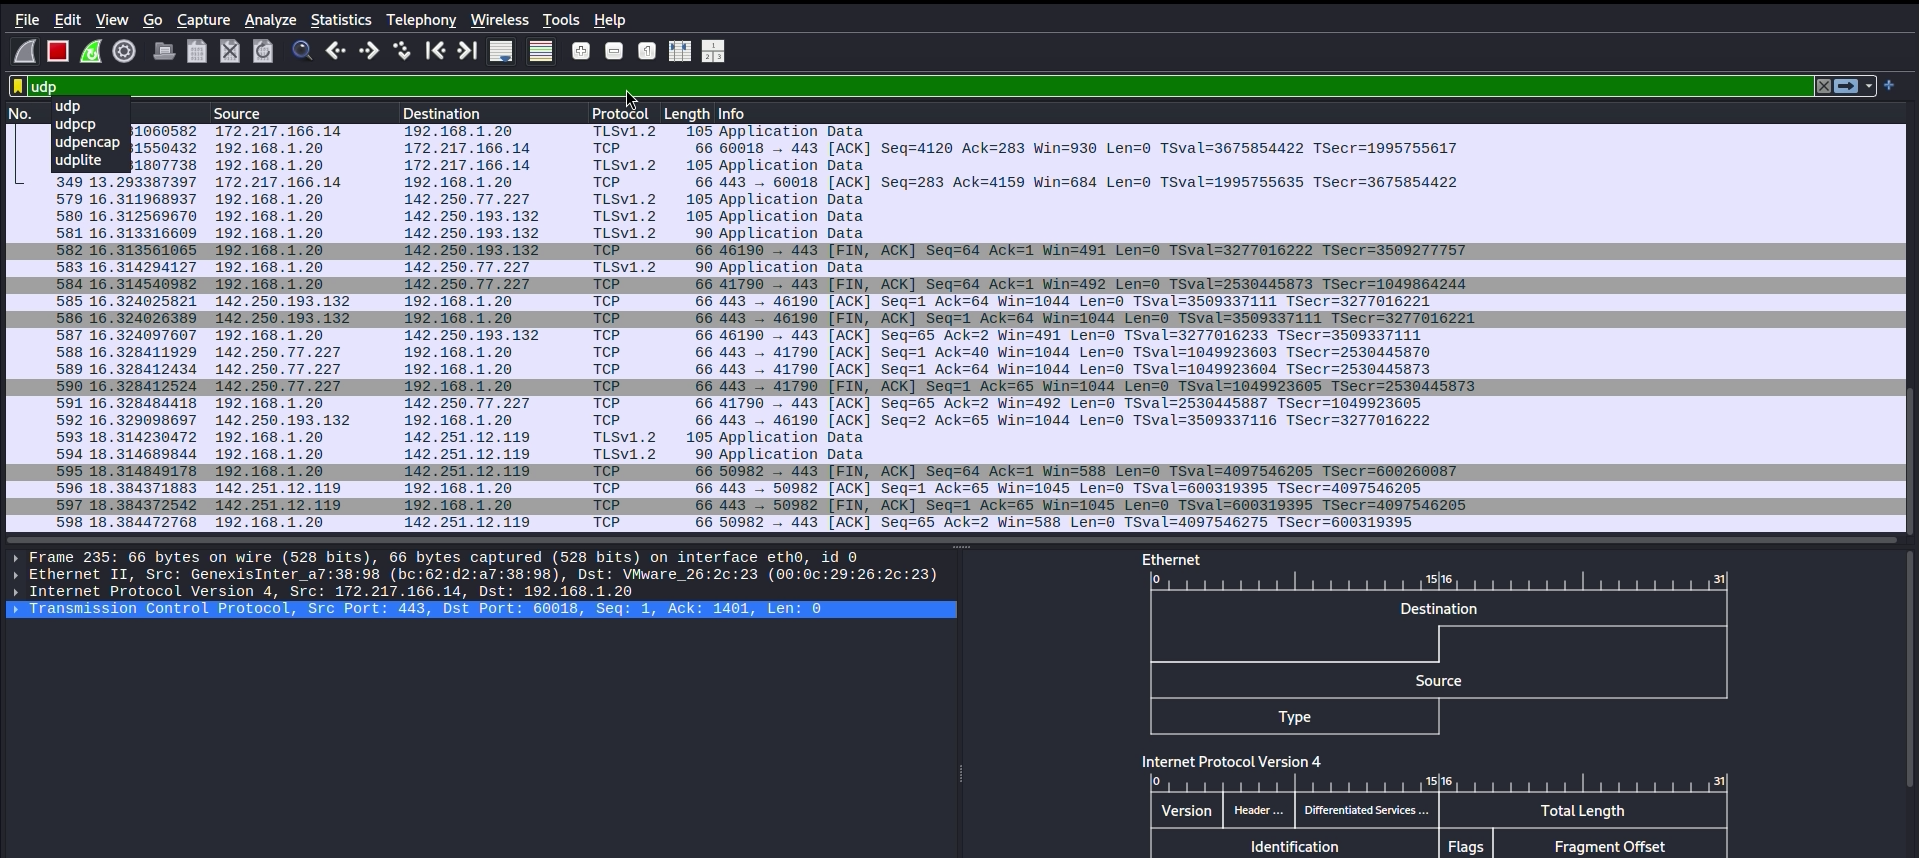 File Edit View Go Capture Analyze Statistics Telephony Wireless Tools Help
udp
No. Source Destination Protocol Length Info
udp
udpcp
udpencap
udplite
31060582 172.217.166.14 192.168.1.20 TLSv1.2 105 Application Data
31550432 192.168.1.20 172.217.166.14 TCP 66 60018 → 443 [ACK] Seq=4120 Ack=283 Win=930 Len=0 TSval=3675854422 TSecr=1995755617
31807738 192.168.1.20 172.217.166.14 TLSv1.2 105 Application Data
349 13.293387397 172.217.166.14 192.168.1.20 TCP 66 443 → 60018 [ACK] Seq=283 Ack=4159 Win=684 Len=0 TSval=1995755635 TSecr=3675854422
579 16.311968937 192.168.1.20 142.250.77.227 TLSv1.2 105 Application Data
580 16.312569670 192.168.1.20 142.250.193.132 TLSv1.2 105 Application Data
581 16.313316609 192.168.1.20 142.250.193.132 TLSv1.2 90 Application Data
582 16.313561065 192.168.1.20 142.250.193.132 TCP 66 46190 → 443 [FIN, ACK] Seq=64 Ack=1 Win=491 Len=0 TSval=3277016222 TSecr=3509277757
583 16.314294127 192.168.1.20 142.250.77.227 TLSv1.2 90 Application Data
584 16.314540982 192.168.1.20 142.250.77.227 TCP 66 41790 → 443 [FIN, ACK] Seq=64 Ack=1 Win=492 Len=0 TSval=2530445873 TSecr=1049864244
585 16.324025821 142.250.193.132 192.168.1.20 TCP 66 443 → 46190 [ACK] Seq=1 Ack=64 Win=1044 Len=0 TSval=3509337111 TSecr=3277016221
586 16.324026389 142.250.193.132 192.168.1.20 TCP 66 443 → 46190 [FIN, ACK] Seq=1 Ack=64 Win=1044 Len=0 TSval=3509337111 TSecr=3277016221
587 16.324097607 192.168.1.20 142.250.193.132 TCP 66 46190 → 443 [ACK] Seq=65 Ack=2 Win=491 Len=0 TSval=3277016233 TSecr=3509337111
588 16.328411929 142.250.77.227 192.168.1.20 TCP 66 443 → 41790 [ACK] Seq=1 Ack=40 Win=1044 Len=0 TSval=1049923603 TSecr=2530445870
589 16.328412434 142.250.77.227 192.168.1.20 TCP 66 443 → 41790 [ACK] Seq=1 Ack=64 Win=1044 Len=0 TSval=1049923604 TSecr=2530445873
590 16.328412524 142.250.77.227 192.168.1.20 TCP 66 443 → 41790 [FIN, ACK] Seq=1 Ack=65 Win=1044 Len=0 TSval=1049923605 TSecr=2530445873
591 16.328484418 192.168.1.20 142.250.77.227 TCP 66 41790 → 443 [ACK] Seq=65 Ack=2 Win=492 Len=0 TSval=2530445887 TSecr=1049923605
592 16.329098697 142.250.193.132 192.168.1.20 TCP 66 443 → 46190 [ACK] Seq=2 Ack=65 Win=1044 Len=0 TSval=3509337116 TSecr=3277016222
593 18.314230472 192.168.1.20 142.251.12.119 TLSv1.2 105 Application Data
594 18.314689844 192.168.1.20 142.251.12.119 TLSv1.2 90 Application Data
595 18.314849178 192.168.1.20 142.251.12.119 TCP 66 50982 → 443 [FIN, ACK] Seq=64 Ack=1 Win=588 Len=0 TSval=4097546205 TSecr=600260087
596 18.384371883 142.251.12.119 192.168.1.20 TCP 66 443 → 50982 [ACK] Seq=1 Ack=65 Win=1045 Len=0 TSval=600319395 TSecr=4097546205
597 18.384372542 142.251.12.119 192.168.1.20 TCP 66 443 → 50982 [FIN, ACK] Seq=1 Ack=65 Win=1045 Len=0 TSval=600319395 TSecr=4097546205
598 18.384472768 192.168.1.20 142.251.12.119 TCP 66 50982 → 443 [ACK] Seq=65 Ack=2 Win=588 Len=0 TSval=4097546275 TSecr=600319395
Frame 235: 66 bytes on wire (528 bits), 66 bytes captured (528 bits) on interface eth0, id 0
Ethernet II, Src: GenexisInter_a7:38:98 (bc:62:d2:a7:38:98), Dst: VMware_26:2c:23 (00:0c:29:26:2c:23)
Internet Protocol Version 4, Src: 172.217.166.14, Dst: 192.168.1.20
Transmission Control Protocol, Src Port: 443, Dst Port: 60018, Seq: 1, Ack: 1401, Len: 0
Ethernet
0 15 16 31
Destination
Source
Type
Internet Protocol Version 4
0 15 16 31
Version Header ... Differentiated Services ... Total Length
Identification Flags Fragment Offset